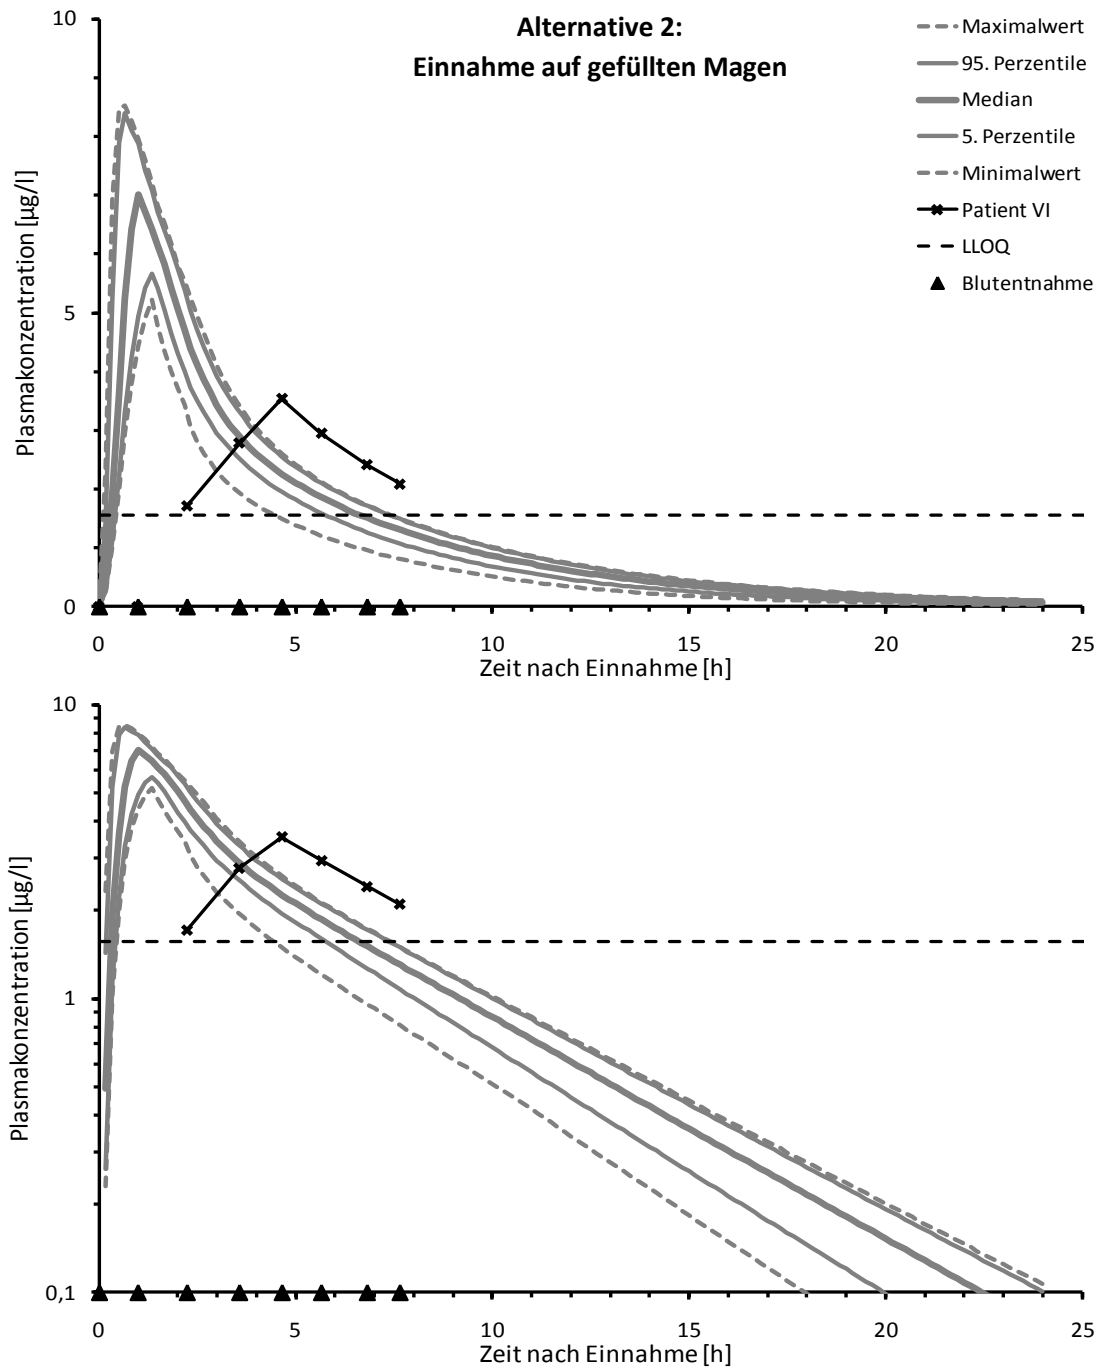 Alternative 2:
Einnahme auf gefüllten Magen
Maximalwert
95. Perzentile
Median
5. Perzentile
Minimalwert
Patient VI
LLOQ
Blutentnahme
Plasmakonzentration [µg/l]
10
5
0
0 5 10 15 20 25
Zeit nach Einnahme [h]
Plasmakonzentration [µg/l]
10
1
0,1
0 5 10 15 20 25
Zeit nach Einnahme [h]